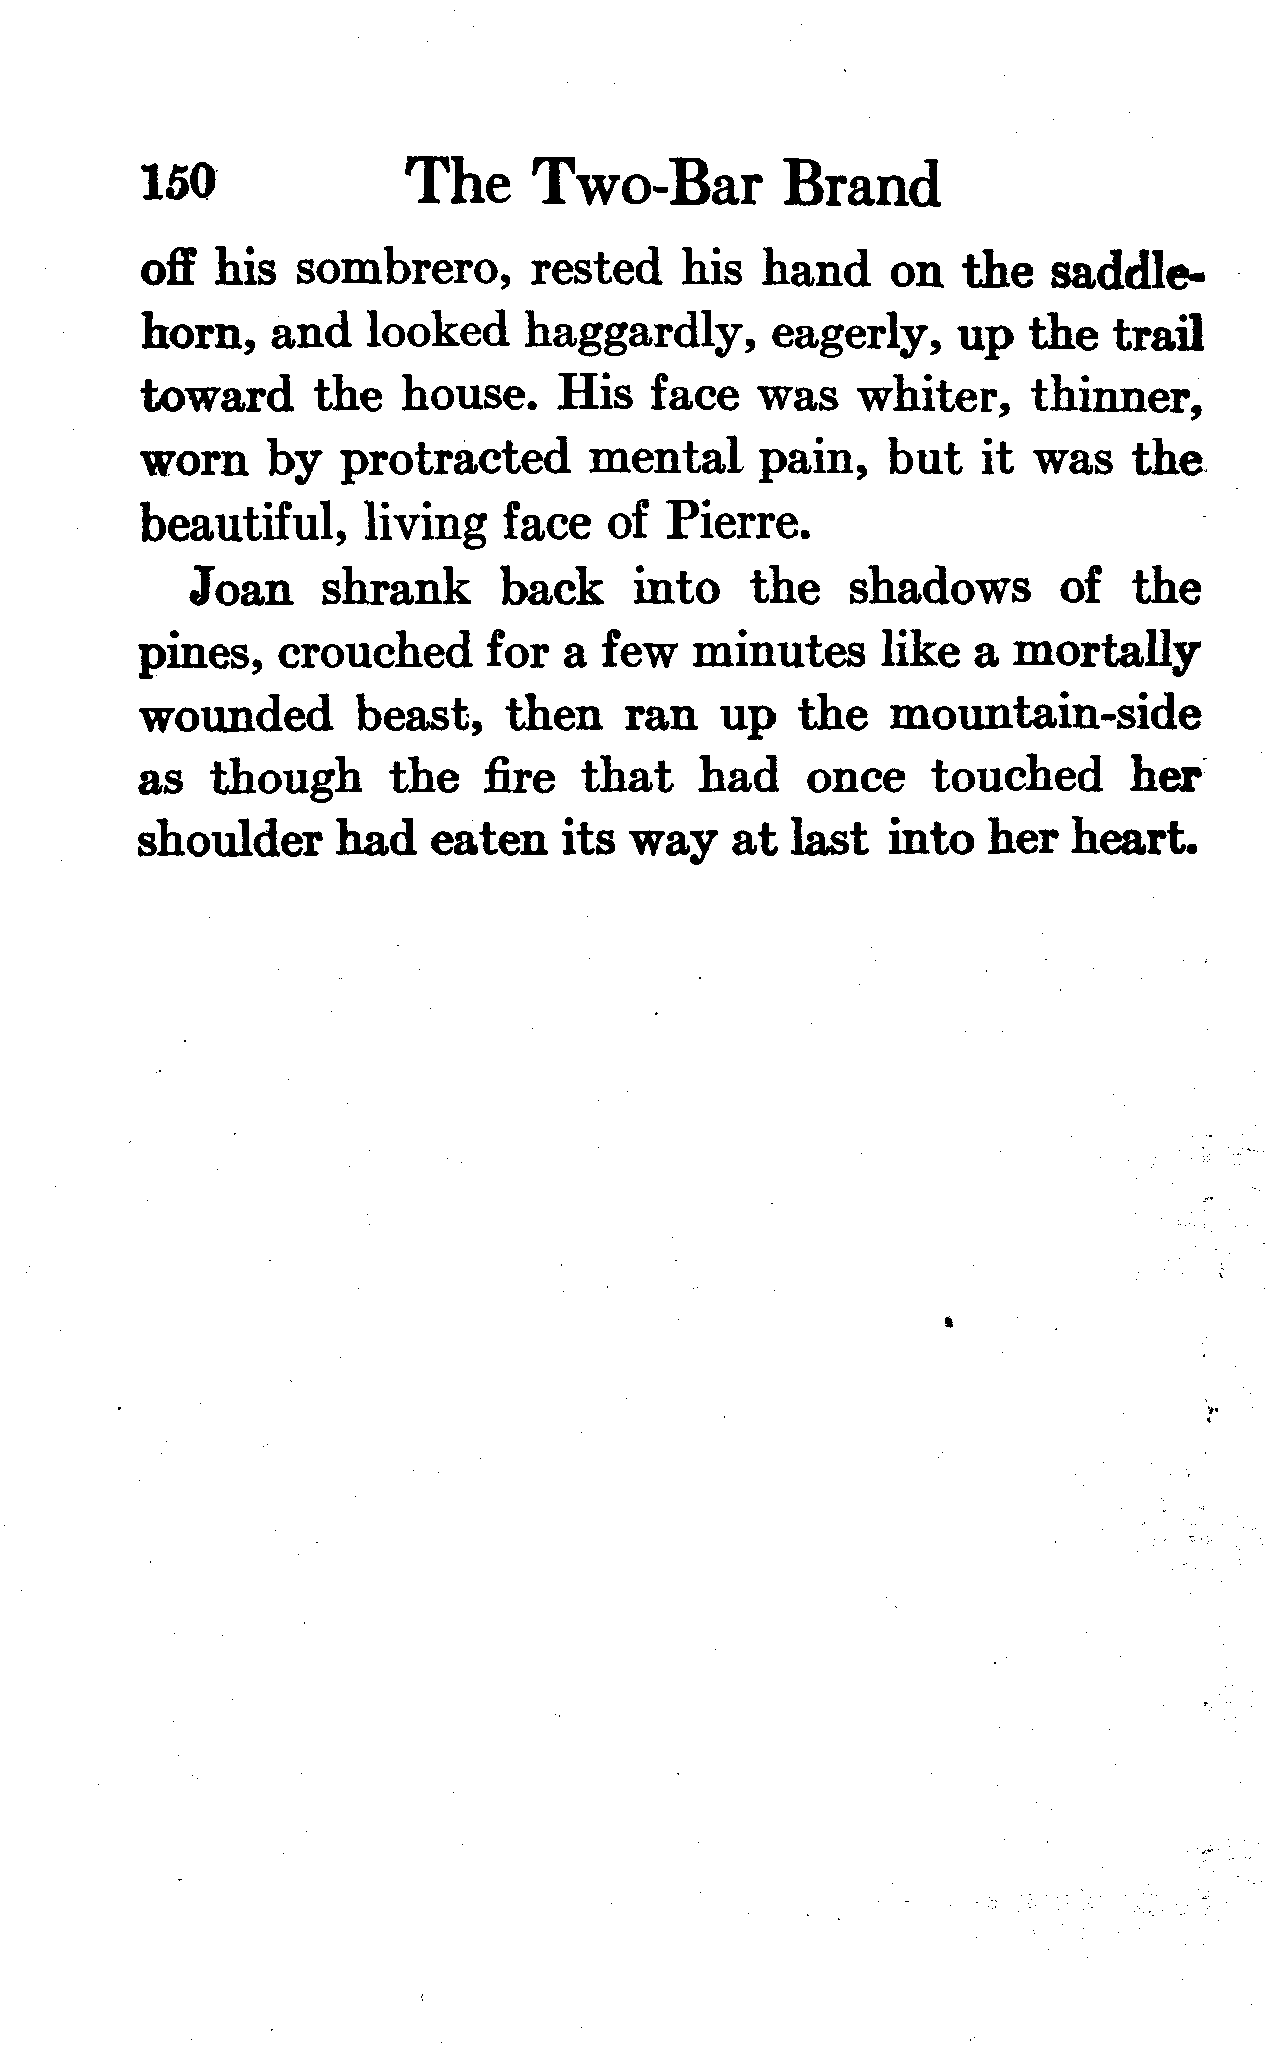 150 The Two-Bar Brand
off his sombrero, rested his hand on the saddle-
horn, and looked haggardly, eagerly, up the trail
toward the house. His face was whiter, thinner,
worn by protracted mental pain, but it was the
beautiful, living face of Pierre.
Joan shrank back into the shadows of the
pines, crouched for a few minutes like a mortally
wounded beast, then ran up the mountain-side
as though the fire that had once touched her
shoulder had eaten its way at last into her heart.